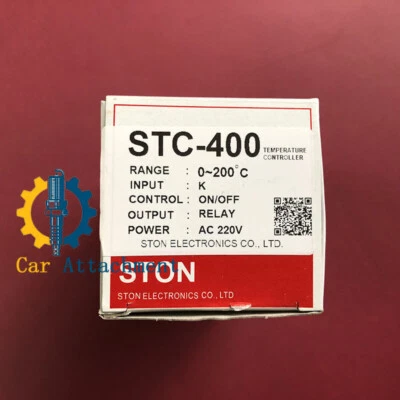 STC-400
TEMPERATURE
CONTROLLER
RANGE : 0~200°C
INPUT : K
CONTROL : ON/OFF
OUTPUT : RELAY
POWER : AC 220V
STON ELECTRONICS CO., LTD.
Car Attachment
STON
STON ELECTRONICS CO., LTD